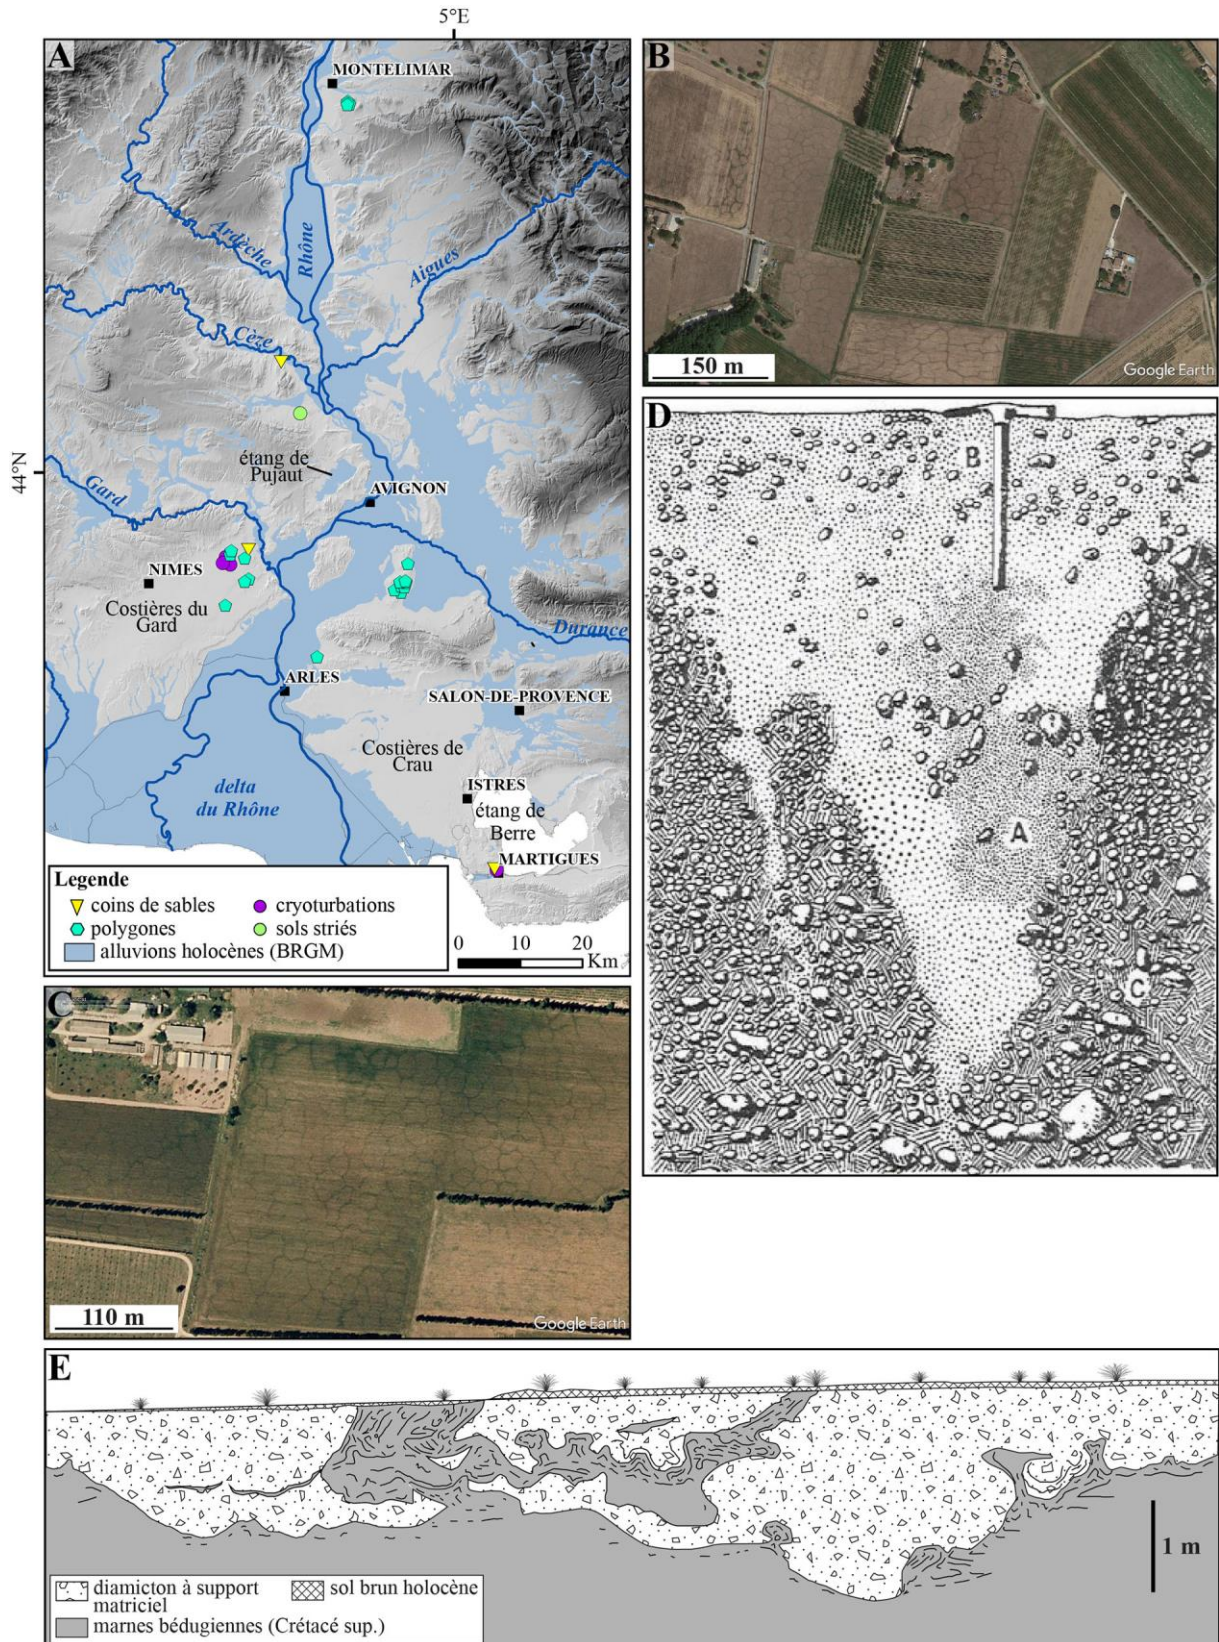 5°E
44°N
A
MONTELIMAR
Ardèche
Rhône
Aigues
Cèze
étang de
Pujaut
Gard
AVIGNON
NIMES
Costières du
Gard
Durance
ARLES
SALON-DE-PROVENCE
Costières de
Crau
delta
du Rhône
ISTRES
étang de
Berre
MARTIGUES
Legende
coins de sables
cryoturbations
polygones
sols striés
alluvions holocènes (BRGM)
0 10 20
Km
B
150 m
Google Earth
D
B
A
C
C
110 m
Google Earth
E
1 m
diamicton à support
matriciel
sol brun holocène
marnes bédugiennes (Crétacé sup.)